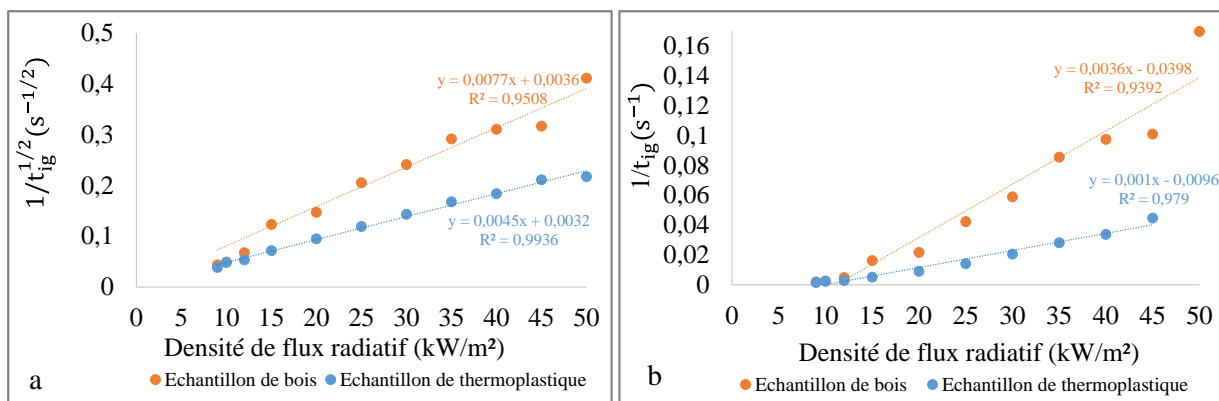 0,5
0,4
0,3
0,2
0,1
0
1/t_ig^1/2 (s^−1/2)
y = 0,0077x + 0,0036
R² = 0,9508
y = 0,0045x + 0,0032
R² = 0,9936
0 5 10 15 20 25 30 35 40 45 50
Densité de flux radiatif (kW/m²)
a
Echantillon de bois Echantillon de thermoplastique
0,16
0,14
0,12
0,1
0,08
0,06
0,04
0,02
0
1/t_ig (s^−1)
y = 0,0036x - 0,0398
R² = 0,9392
y = 0,001x - 0,0096
R² = 0,979
0 5 10 15 20 25 30 35 40 45 50
Densité de flux radiatif (kW/m²)
b
Echantillon de bois Echantillon de thermoplastique